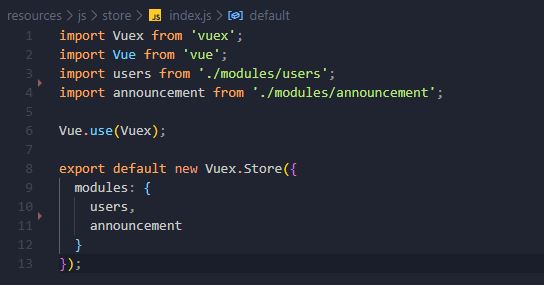 resources > js > store > JS index.js > default
1 import Vuex from 'vuex';
2 import Vue from 'vue';
3 import users from './modules/users';
4 import announcement from './modules/announcement';
5
6 Vue.use(Vuex);
7
8 export default new Vuex.Store({
9   modules: {
10     users,
11     announcement
12   }
13 });